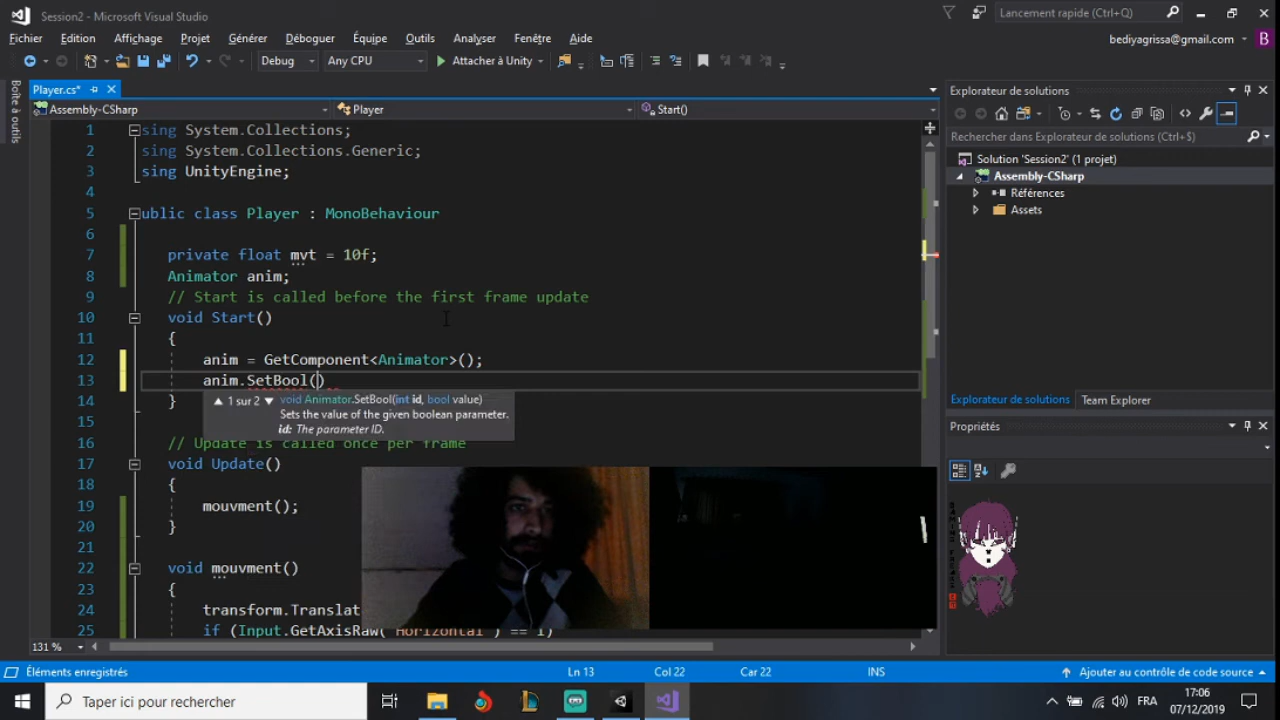 Session2 - Microsoft Visual Studio
Lancement rapide (Ctrl+Q)
Fichier Edition Affichage Projet Générer Déboguer Équipe Outils Analyser Fenêtre Aide
bediyagrissa@gmail.com B
Debug Any CPU Attacher à Unity
Boîte à outils
Player.cs*
Assembly-CSharp Player Start()
1 sing System.Collections;
2 sing System.Collections.Generic;
3 sing UnityEngine;
4
5 ublic class Player : MonoBehaviour
6
7 private float mvt = 10f;
8 Animator anim;
9 // Start is called before the first frame update
10 void Start()
11 {
12 anim = GetComponent<Animator>();
13 anim.SetBool()
14 }
1 sur 2 void Animator.SetBool(int id, bool value)
Sets the value of the given boolean parameter.
id: The parameter ID.
15
16 // Update is called once per frame
17 void Update()
18 {
19 mouvment();
20 }
21
22 void mouvment()
23 {
24 transform.Translat
25 if (Input.GetAxisRaw("Horizontal") == 1)
131 %
Explorateur de solutions
Rechercher dans Explorateur de solutions (Ctrl+$)
Solution 'Session2' (1 projet)
Assembly-CSharp
Références
Assets
Explorateur de solutions Team Explorer
Propriétés
Éléments enregistrés Ln 13 Col 22 Car 22 INS Ajouter au contrôle de code source
Taper ici pour rechercher
FRA
17:06
07/12/2019